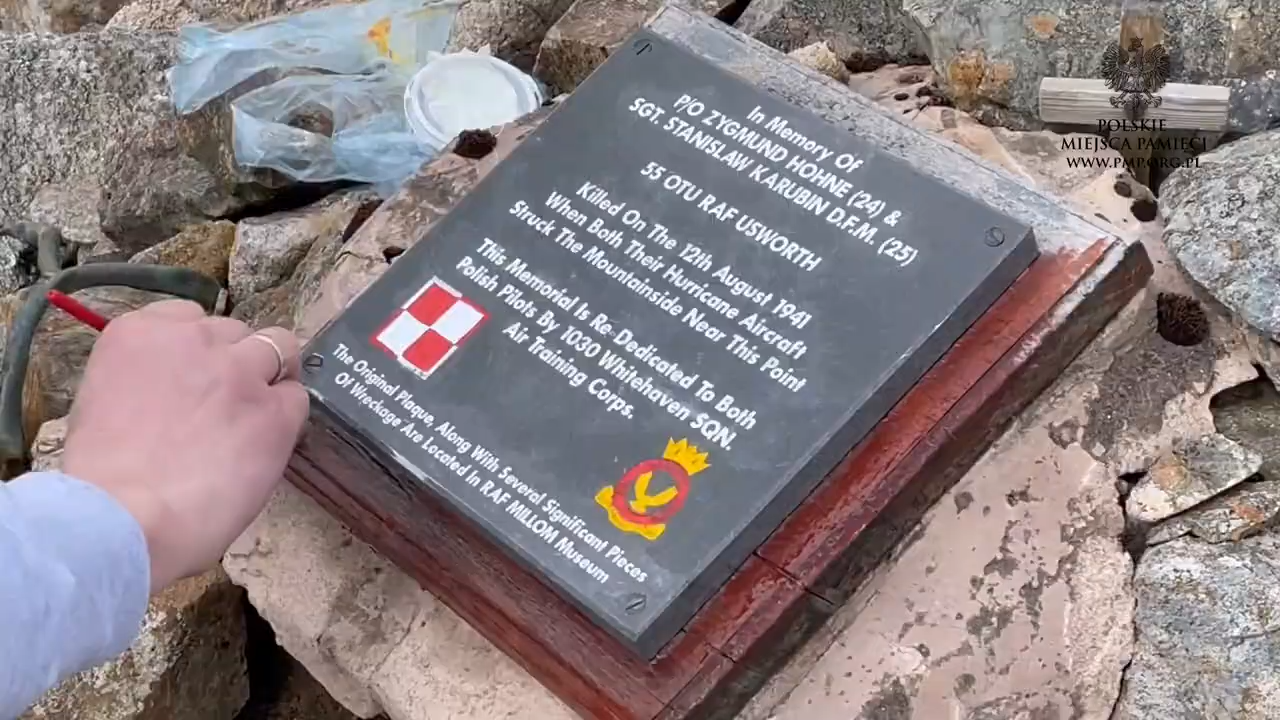 In Memory Of
P/O ZYGMUND HOHNE (24) &
SGT. STANISLAW KARUBIN D.F.M. (25)
55 OTU RAF USWORTH
Killed On The 12th August 1941
When Both Their Hurricane Aircraft
Struck The Mountainside Near This Point
This Memorial Is Re-Dedicated To Both
Polish Pilots By 1030 Whitehaven SQN.
Air Training Corps.
The Original Plaque, Along With Several Significant Pieces
Of Wreckage Are Located In RAF MILLOM Museum
POLSKIE
MIEJSCA PAMIĘCI
WWW.PMP.ORG.PL